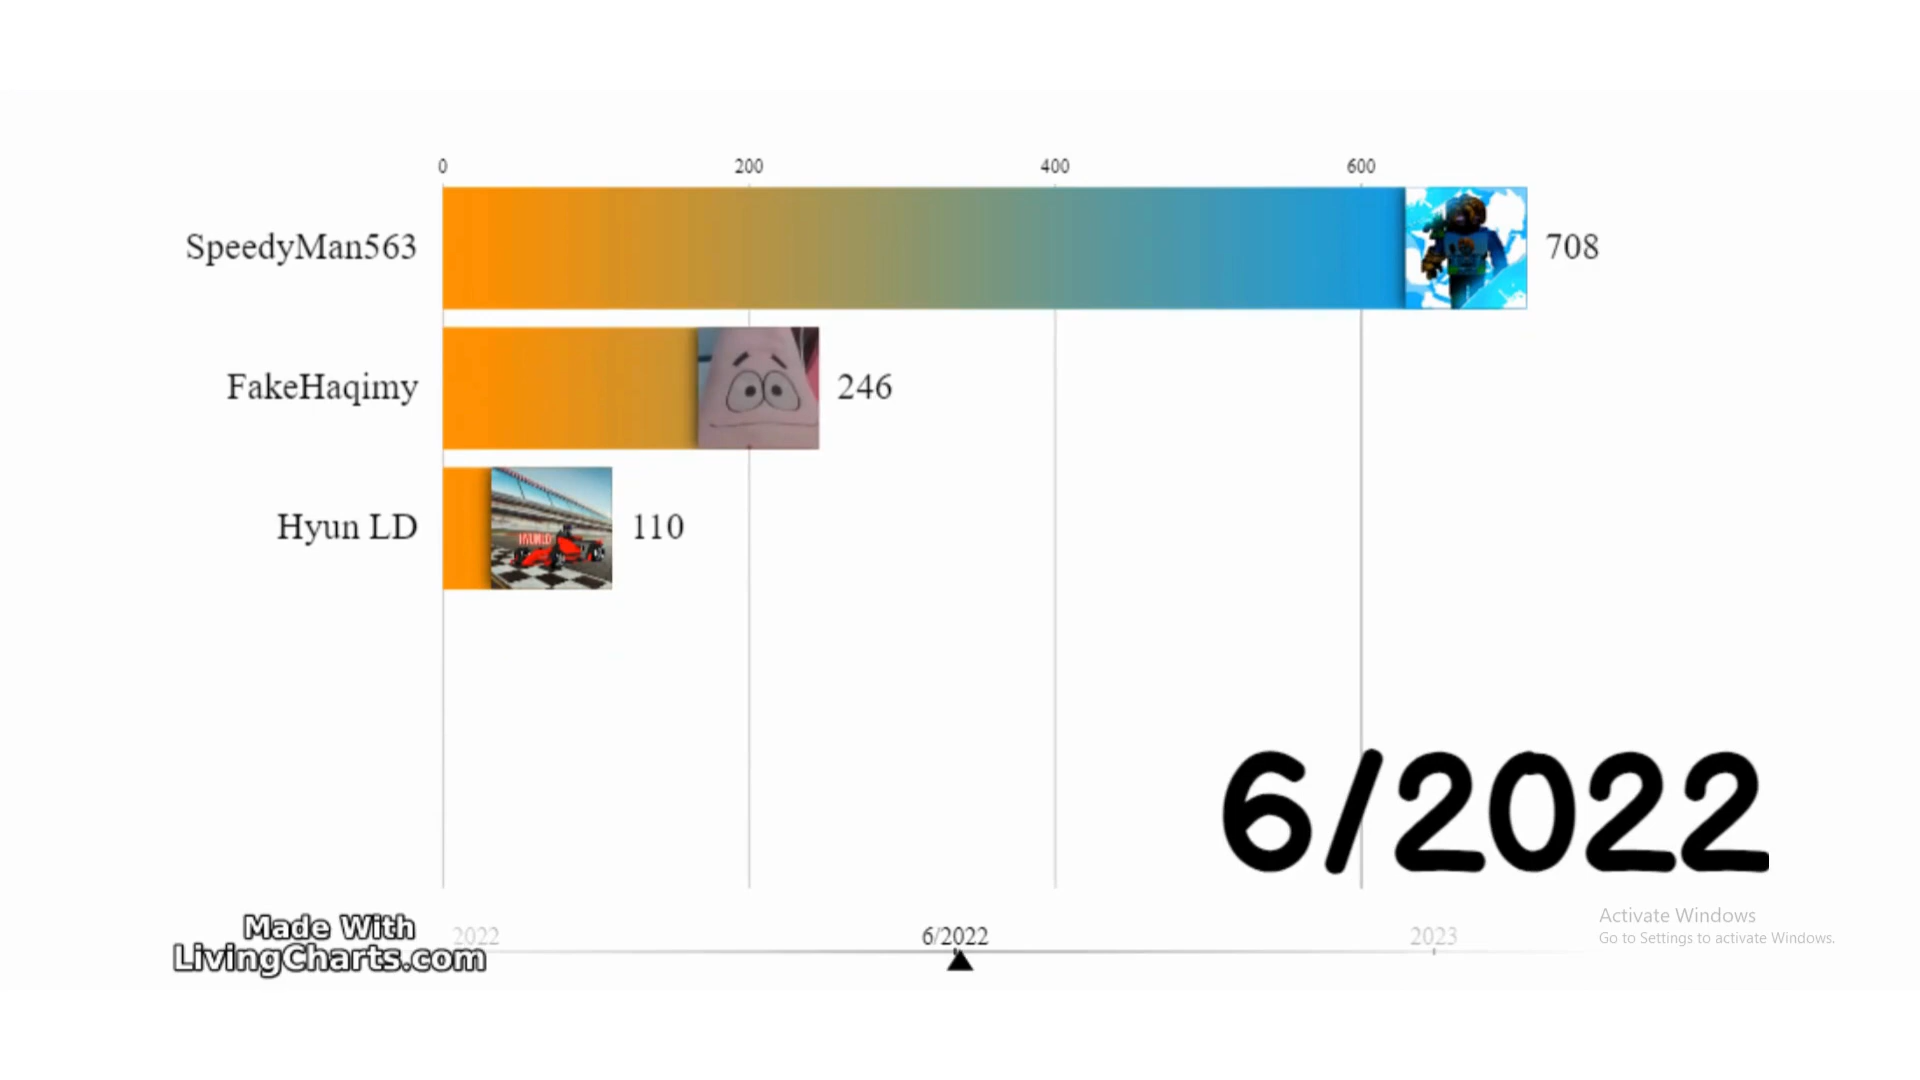 0 200 400 600
SpeedyMan563 708
FakeHaqimy 246
Hyun LD 110
6/2022
2022 6/2022 2023
Made With
LivingCharts.com
Activate Windows
Go to Settings to activate Windows.